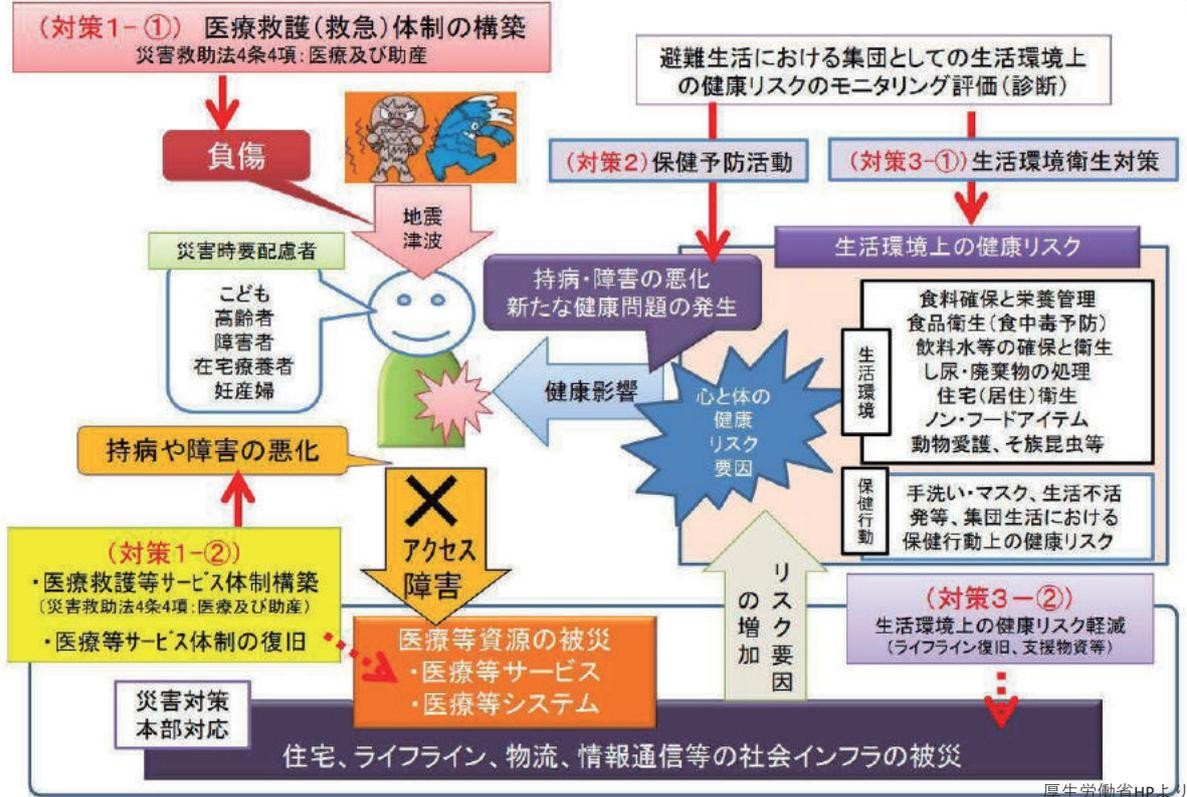 (対策1-①) 医療救護(救急)体制の構築
災害救助法4条4項:医療及び助産
避難生活における集団としての生活環境上
の健康リスクのモニタリング評価(診断)
負傷
(対策2)保健予防活動
(対策3-①)生活環境衛生対策
地震
津波
災害時要配慮者
こども
高齢者
障害者
在宅療養者
妊産婦
持病・障害の悪化
新たな健康問題の発生
生活環境上の健康リスク
生活環境
食料確保と栄養管理
食品衛生(食中毒予防)
飲料水等の確保と衛生
し尿・廃棄物の処理
住宅(居住)衛生
ノン・フードアイテム
動物愛護、そ族昆虫等
健康影響
心と体の
健康
リスク
要因
保健行動
手洗い・マスク、生活不活
発等、集団生活における
保健行動上の健康リスク
持病や障害の悪化
アクセス
障害
(対策1-②)
・医療救護等サービス体制構築
(災害救助法4条4項:医療及び助産)
・医療等サービス体制の復旧
医療等資源の被災
・医療等サービス
・医療等システム
リスク要因
の増加
(対策3-②)
生活環境上の健康リスク軽減
(ライフライン復旧、支援物資等)
災害対策
本部対応
住宅、ライフライン、物流、情報通信等の社会インフラの被災
厚生労働省HPより